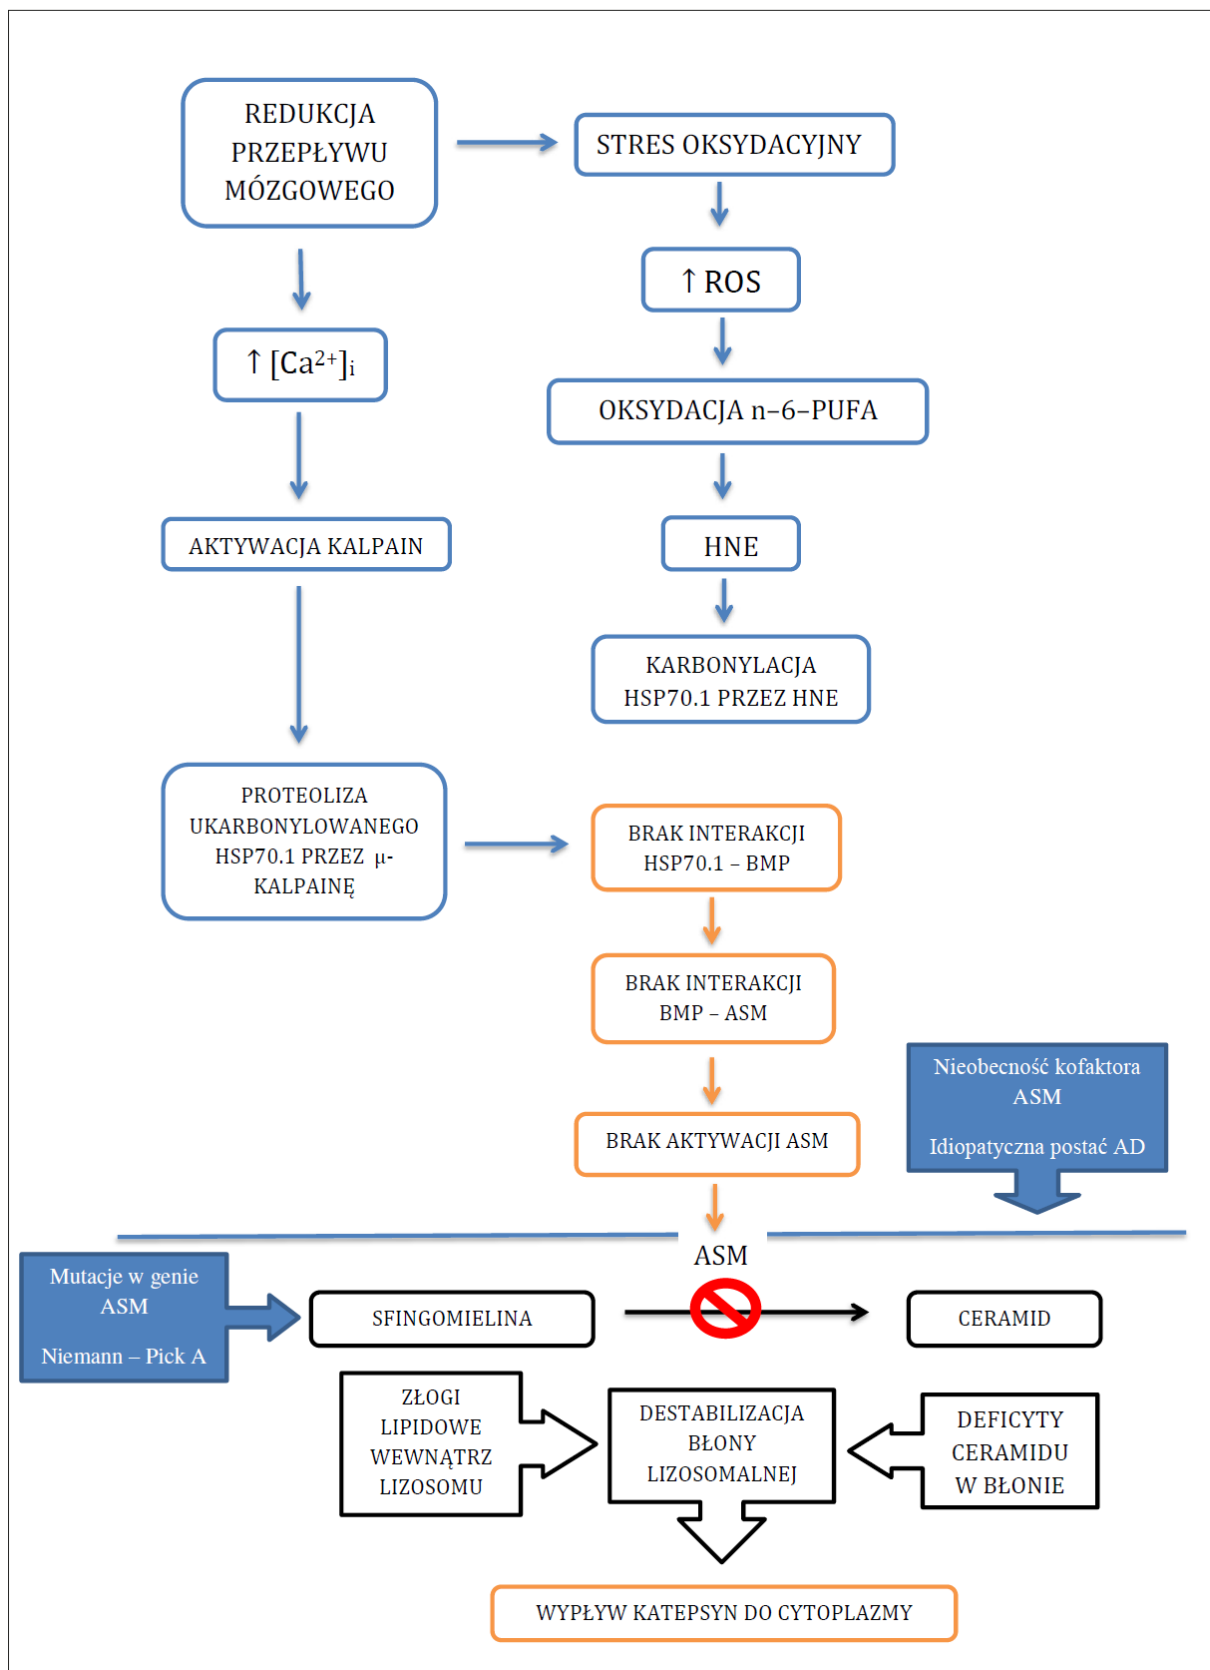 REDUKCJA
PRZEPŁYWU
MÓZGOWEGO
STRES OKSYDACYJNY
↑ ROS
↑ [Ca²⁺]ᵢ
OKSYDACJA n–6–PUFA
AKTYWACJA KALPAIN
HNE
KARBONYLACJA
HSP70.1 PRZEZ HNE
PROTEOLIZA
UKARBONYLOWANEGO
HSP70.1 PRZEZ μ-
KALPAINĘ
BRAK INTERAKCJI
HSP70.1 – BMP
BRAK INTERAKCJI
BMP – ASM
Nieobecność kofaktora
ASM
Idiopatyczna postać AD
BRAK AKTYWACJI ASM
ASM
Mutacje w genie
ASM
Niemann – Pick A
SFINGOMIELINA
CERAMID
ZŁOGI
LIPIDOWE
WEWNĄTRZ
LIZOSOMU
DESTABILIZACJA
BŁONY
LIZOSOMALNEJ
DEFICYTY
CERAMIDU
W BŁONIE
WYPŁYW KATEPSYN DO CYTOPLAZMY